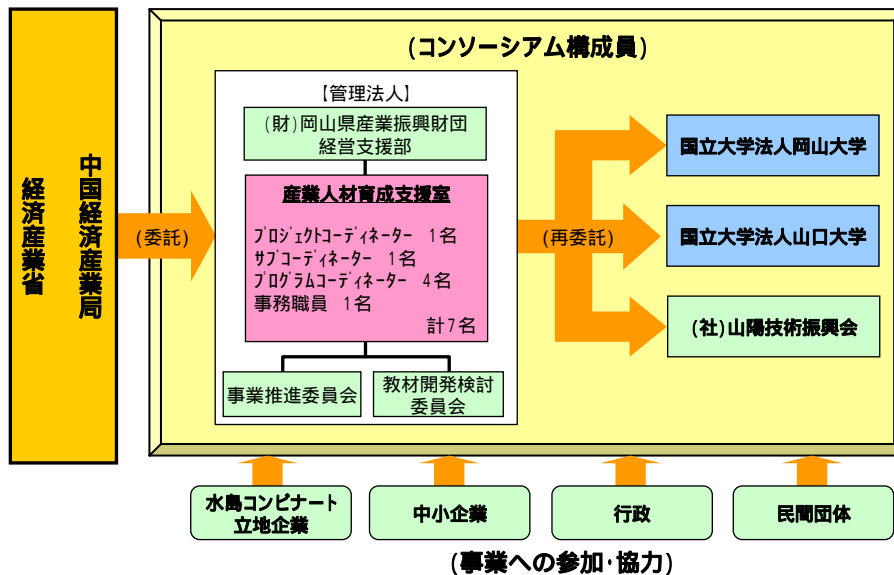 経済産業省
中国経済産業局
(委託)
(コンソーシアム構成員)
【管理法人】
(財)岡山県産業振興財団
経営支援部
産業人材育成支援室
プロジェクトコーディネーター 1名
サブコーディネーター 1名
プログラムコーディネーター 4名
事務職員 1名
計7名
事業推進委員会
教材開発検討
委員会
(再委託)
国立大学法人岡山大学
国立大学法人山口大学
(社)山陽技術振興会
水島コンビナート
立地企業
中小企業
行政
民間団体
(事業への参加・協力)